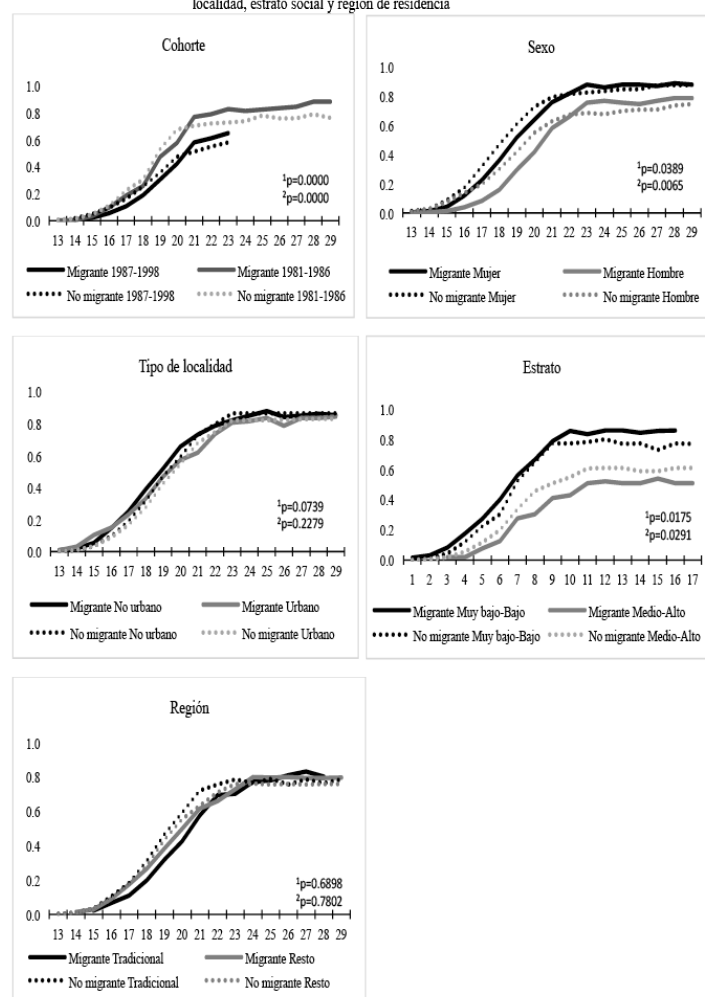 localidad, estrato social y región de residencia
Cohorte
1.0
0.8
0.6
0.4
0.2
0.0
¹p=0.0000
²p=0.0000
13 14 15 16 17 18 19 20 21 22 23 24 25 26 27 28 29
Migrante 1987-1998 Migrante 1981-1986
No migrante 1987-1998 No migrante 1981-1986
Sexo
1.0
0.8
0.6
0.4
0.2
0.0
¹p=0.0389
²p=0.0065
13 14 15 16 17 18 19 20 21 22 23 24 25 26 27 28 29
Migrante Mujer Migrante Hombre
No migrante Mujer No migrante Hombre
Tipo de localidad
1.0
0.8
0.6
0.4
0.2
0.0
¹p=0.0739
²p=0.2279
13 14 15 16 17 18 19 20 21 22 23 24 25 26 27 28 29
Migrante No urbano Migrante Urbano
No migrante No urbano No migrante Urbano
Estrato
1.0
0.8
0.6
0.4
0.2
0.0
¹p=0.0175
²p=0.0291
1 2 3 4 5 6 7 8 9 10 11 12 13 14 15 16 17
Migrante Muy bajo-Bajo Migrante Medio-Alto
No migrante Muy bajo-Bajo No migrante Medio-Alto
Región
1.0
0.8
0.6
0.4
0.2
0.0
¹p=0.6898
²p=0.7802
13 14 15 16 17 18 19 20 21 22 23 24 25 26 27 28 29
Migrante Tradicional Migrante Resto
No migrante Tradicional No migrante Resto